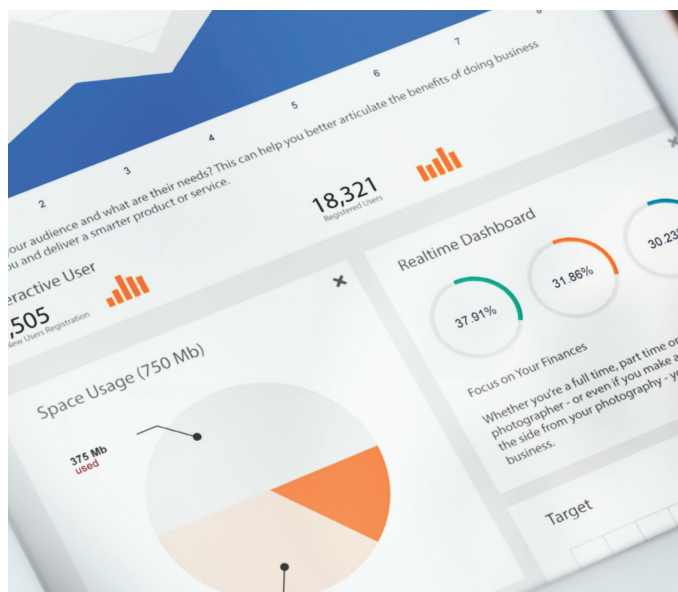 2 3 4 5 6 7 8
your audience and what are their needs? This can help you better articulate the benefits of doing business
you and deliver a smarter product or service.
18,321
Registered Users
eractive User
,505
New Users Registration
Space Usage (750 Mb)
375 Mb
used
Realtime Dashboard
37.91%
31.86%
30.23
Focus on Your Finances
Whether you're a full time, part time or
photographer - or even if you make a
the side from your photography - y
business.
Target